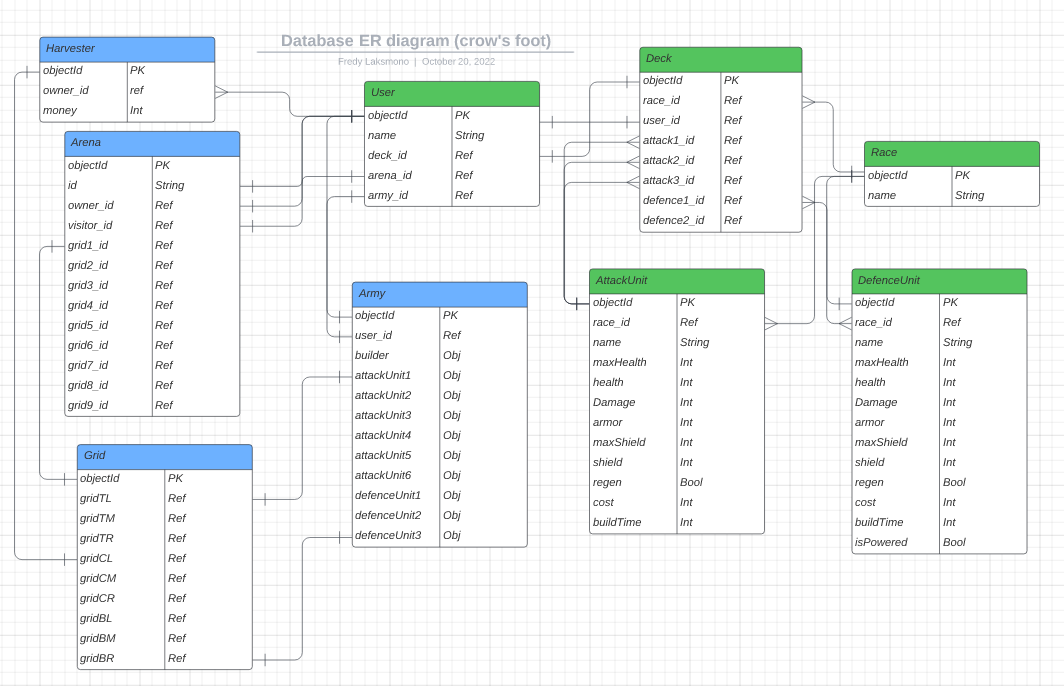 Database ER diagram (crow's foot)
Fredy Laksmono | October 20, 2022
Harvester
objectId PK
owner_id ref
money Int
Arena
objectId PK
id String
owner_id Ref
visitor_id Ref
grid1_id Ref
grid2_id Ref
grid3_id Ref
grid4_id Ref
grid5_id Ref
grid6_id Ref
grid7_id Ref
grid8_id Ref
grid9_id Ref
Grid
objectId PK
gridTL Ref
gridTM Ref
gridTR Ref
gridCL Ref
gridCM Ref
gridCR Ref
gridBL Ref
gridBM Ref
gridBR Ref
User
objectId PK
name String
deck_id Ref
arena_id Ref
army_id Ref
Army
objectId PK
user_id Ref
builder Obj
attackUnit1 Obj
attackUnit2 Obj
attackUnit3 Obj
attackUnit4 Obj
attackUnit5 Obj
attackUnit6 Obj
defenceUnit1 Obj
defenceUnit2 Obj
defenceUnit3 Obj
Deck
objectId PK
race_id Ref
user_id Ref
attack1_id Ref
attack2_id Ref
attack3_id Ref
defence1_id Ref
defence2_id Ref
Race
objectId PK
name String
AttackUnit
objectId PK
race_id Ref
name String
maxHealth Int
health Int
Damage Int
armor Int
maxShield Int
shield Int
regen Bool
cost Int
buildTime Int
DefenceUnit
objectId PK
race_id Ref
name String
maxHealth Int
health Int
Damage Int
armor Int
maxShield Int
shield Int
regen Bool
cost Int
buildTime Int
isPowered Bool